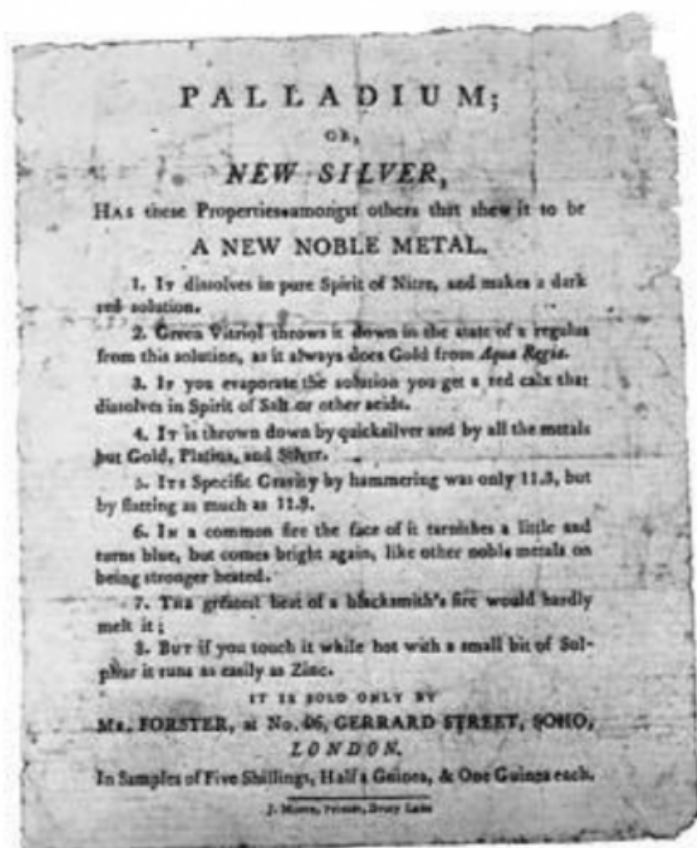 PALLADIUM;
OR,
NEW SILVER,
HAS these Properties amongst others that shew it to be
A NEW NOBLE METAL.
1. IT dissolves in pure Spirit of Nitre, and makes a dark
red solution.
2. Green Vitriol throws it down in the state of a regulus
from this solution, as it always does Gold from Aqua Regia.
3. IF you evaporate the solution you get a red calx that
dissolves in Spirit of Salt or other acids.
4. IT is thrown down by quicksilver and by all the metals
but Gold, Platina, and Silver.
5. ITS Specific Gravity by hammering was only 11.3, but
by flatting as much as 11.8.
6. IN a common fire the face of it tarnishes a little and
turns blue, but comes bright again, like other noble metals on
being stronger heated.
7. THE greatest heat of a blacksmith's fire would hardly
melt it;
8. BUT if you touch it while hot with a small bit of Sul-
phur it runs as easily as Zinc.
IT IS SOLD ONLY BY
MR. FORSTER, at No. 26, GERRARD STREET, SOHO,
LONDON.
In Samples of Five Shillings, Half a Guinea, & One Guinea each.
J. Moore, Printer, Drury Lane